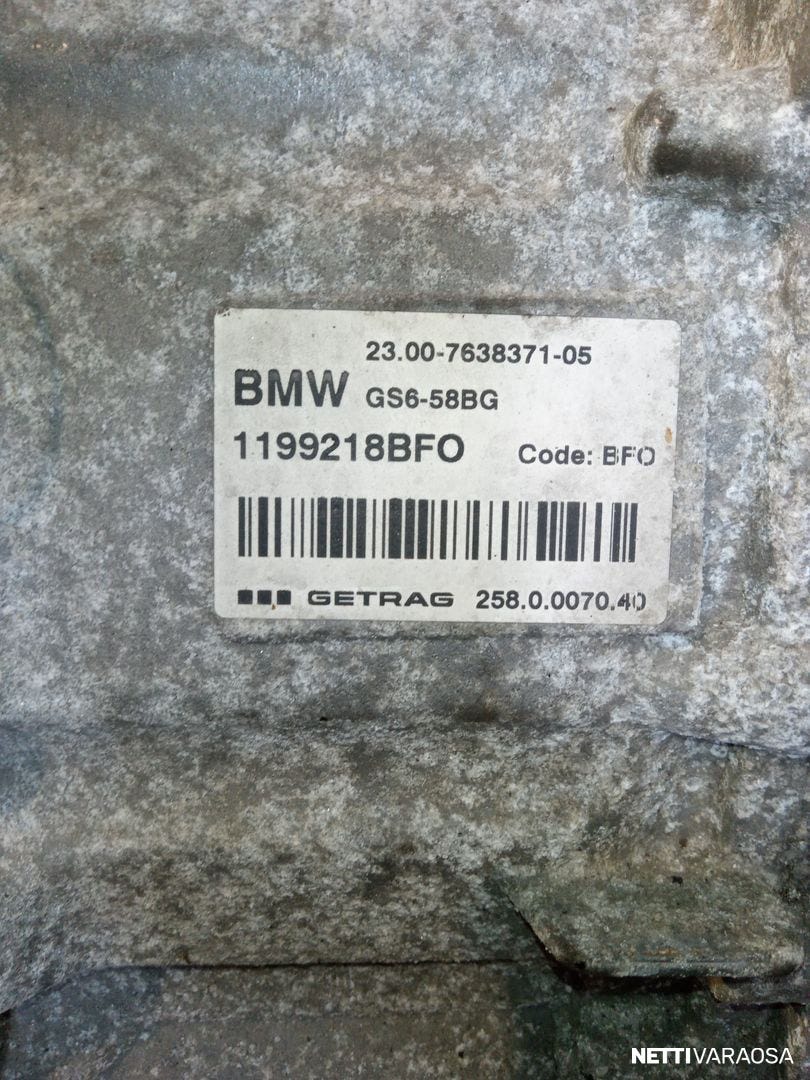 23.00-7638371-05
BMW GS6-58BG
1199218BFO Code: BFO
GETRAG 258.0.0070.40
NETTIVARAOSA